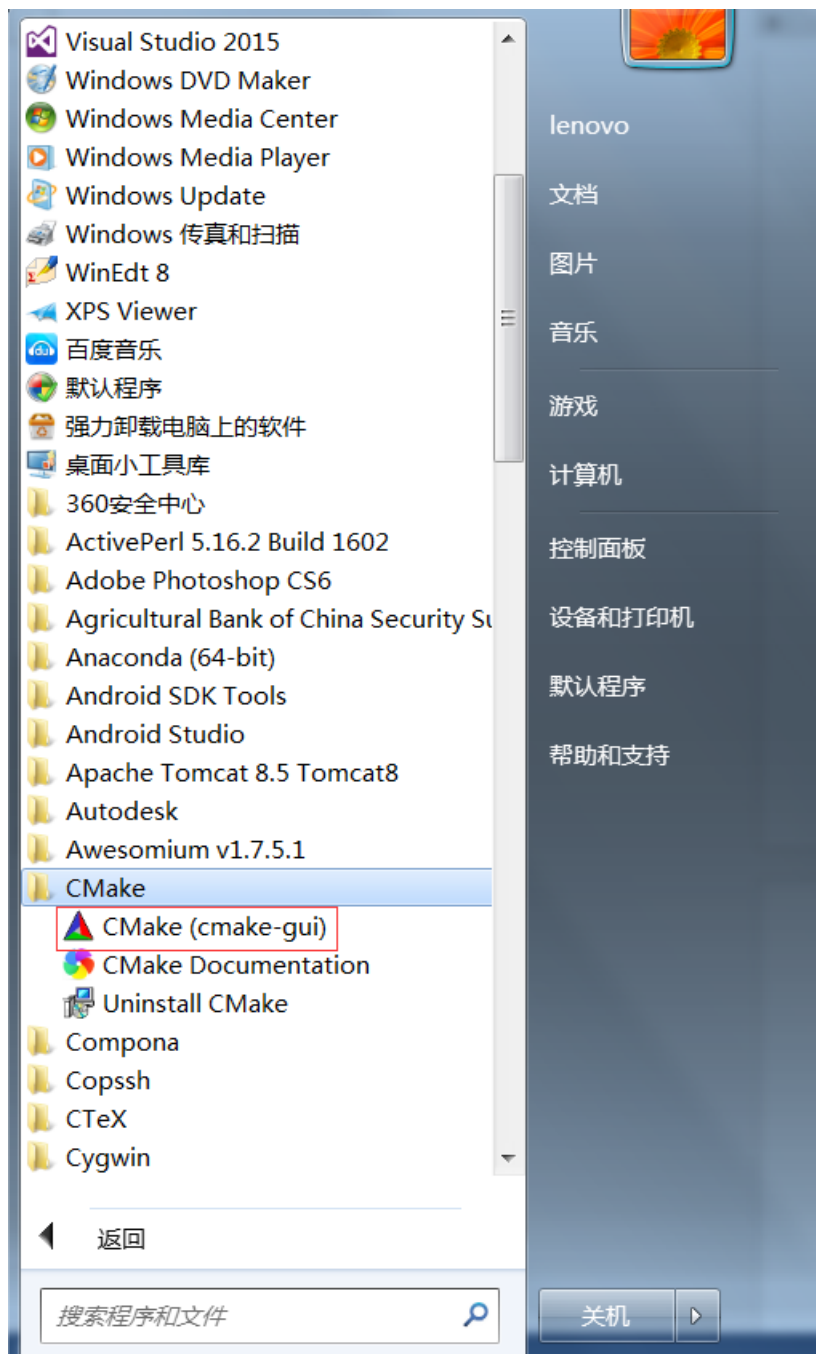 Visual Studio 2015
Windows DVD Maker
Windows Media Center
Windows Media Player
Windows Update
Windows 传真和扫描
WinEdt 8
XPS Viewer
百度音乐
默认程序
强力卸载电脑上的软件
桌面小工具库
360安全中心
ActivePerl 5.16.2 Build 1602
Adobe Photoshop CS6
Agricultural Bank of China Security Su
Anaconda (64-bit)
Android SDK Tools
Android Studio
Apache Tomcat 8.5 Tomcat8
Autodesk
Awesomium v1.7.5.1
CMake
CMake (cmake-gui)
CMake Documentation
Uninstall CMake
Compona
Copssh
CTeX
Cygwin
返回
搜索程序和文件
lenovo
文档
图片
音乐
游戏
计算机
控制面板
设备和打印机
默认程序
帮助和支持
关机